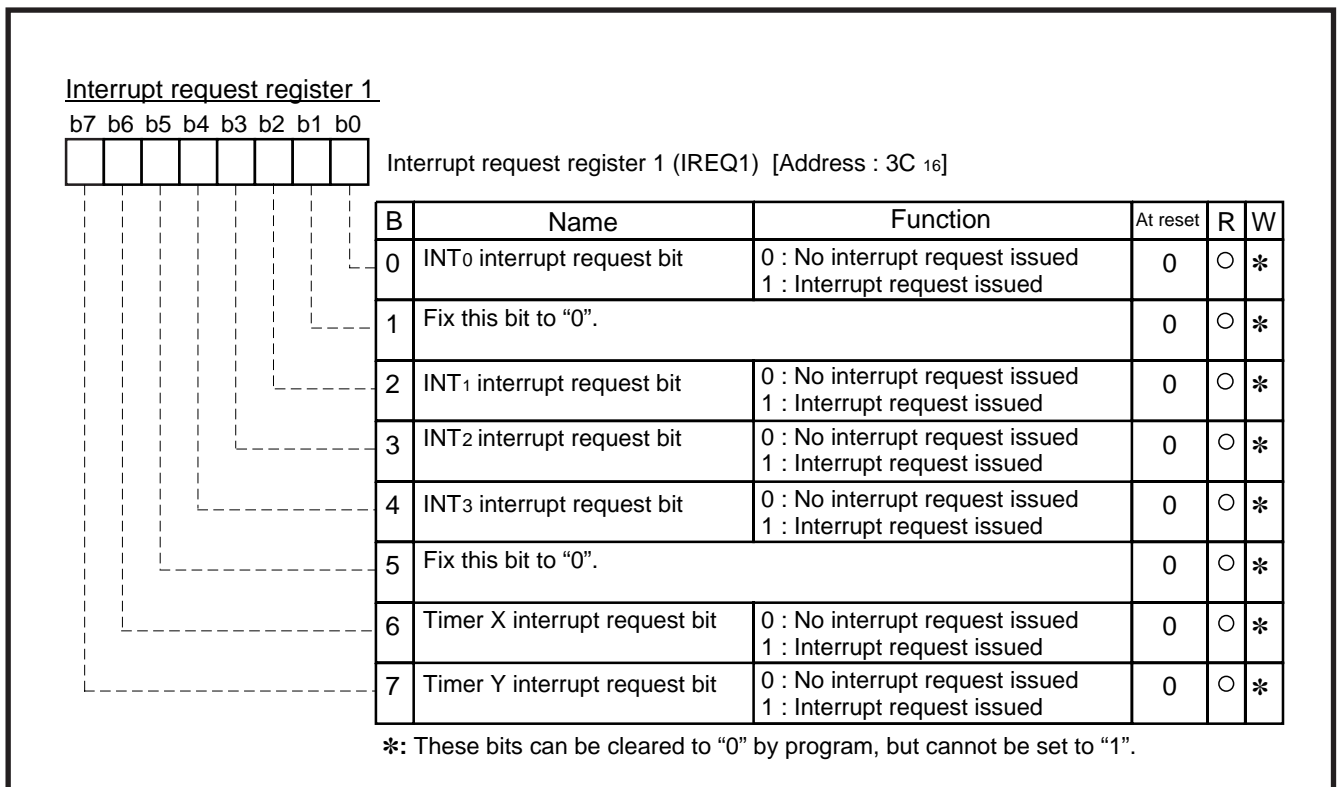 Interrupt request register 1
b7 b6 b5 b4 b3 b2 b1 b0
Interrupt request register 1 (IREQ1) [Address : 3C 16]
B Name Function At reset R W
0 INT0 interrupt request bit 0 : No interrupt request issued 0 ○ ✻
1 : Interrupt request issued
1 Fix this bit to “0”. 0 ○ ✻
2 INT1 interrupt request bit 0 : No interrupt request issued 0 ○ ✻
1 : Interrupt request issued
3 INT2 interrupt request bit 0 : No interrupt request issued 0 ○ ✻
1 : Interrupt request issued
4 INT3 interrupt request bit 0 : No interrupt request issued 0 ○ ✻
1 : Interrupt request issued
5 Fix this bit to “0”. 0 ○ ✻
6 Timer X interrupt request bit 0 : No interrupt request issued 0 ○ ✻
1 : Interrupt request issued
7 Timer Y interrupt request bit 0 : No interrupt request issued 0 ○ ✻
1 : Interrupt request issued
✻: These bits can be cleared to “0” by program, but cannot be set to “1”.